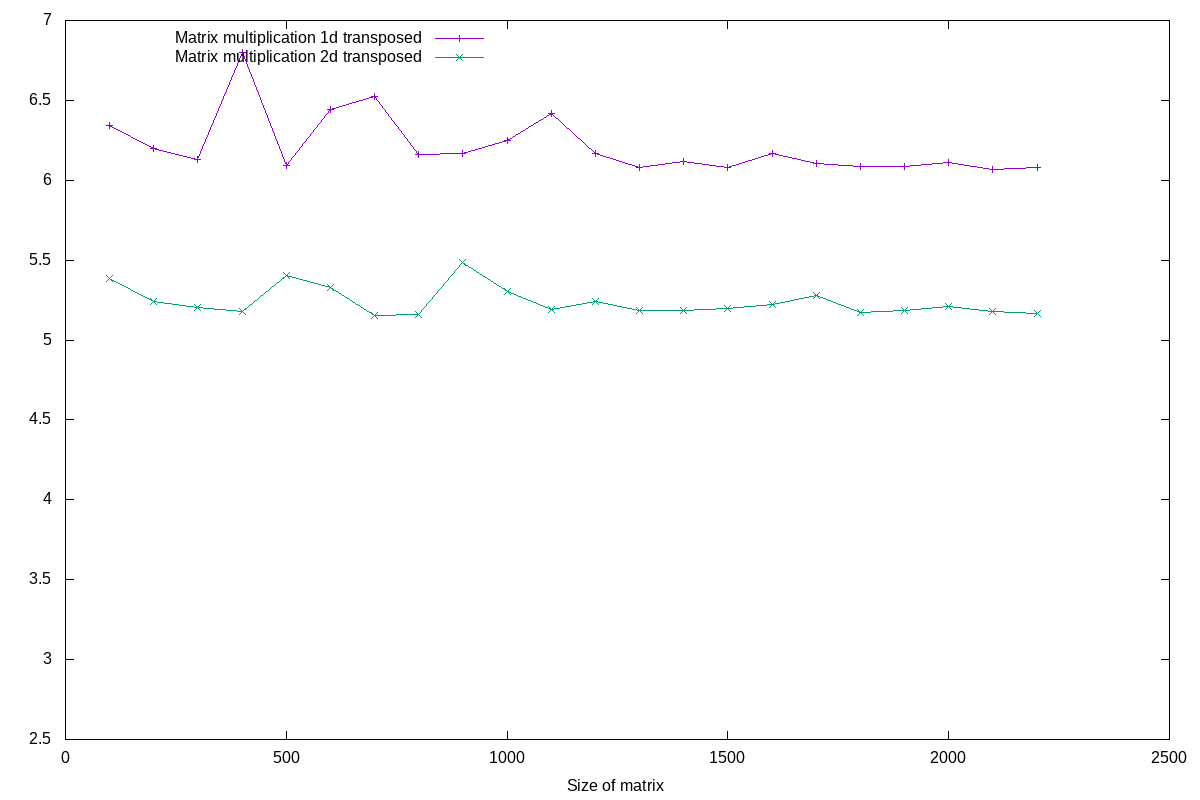 7
Matrix multiplication 1d transposed
Matrix multiplication 2d transposed
6.5
6
5.5
5
4.5
4
3.5
3
2.5
0 500 1000 1500 2000 2500
Size of matrix